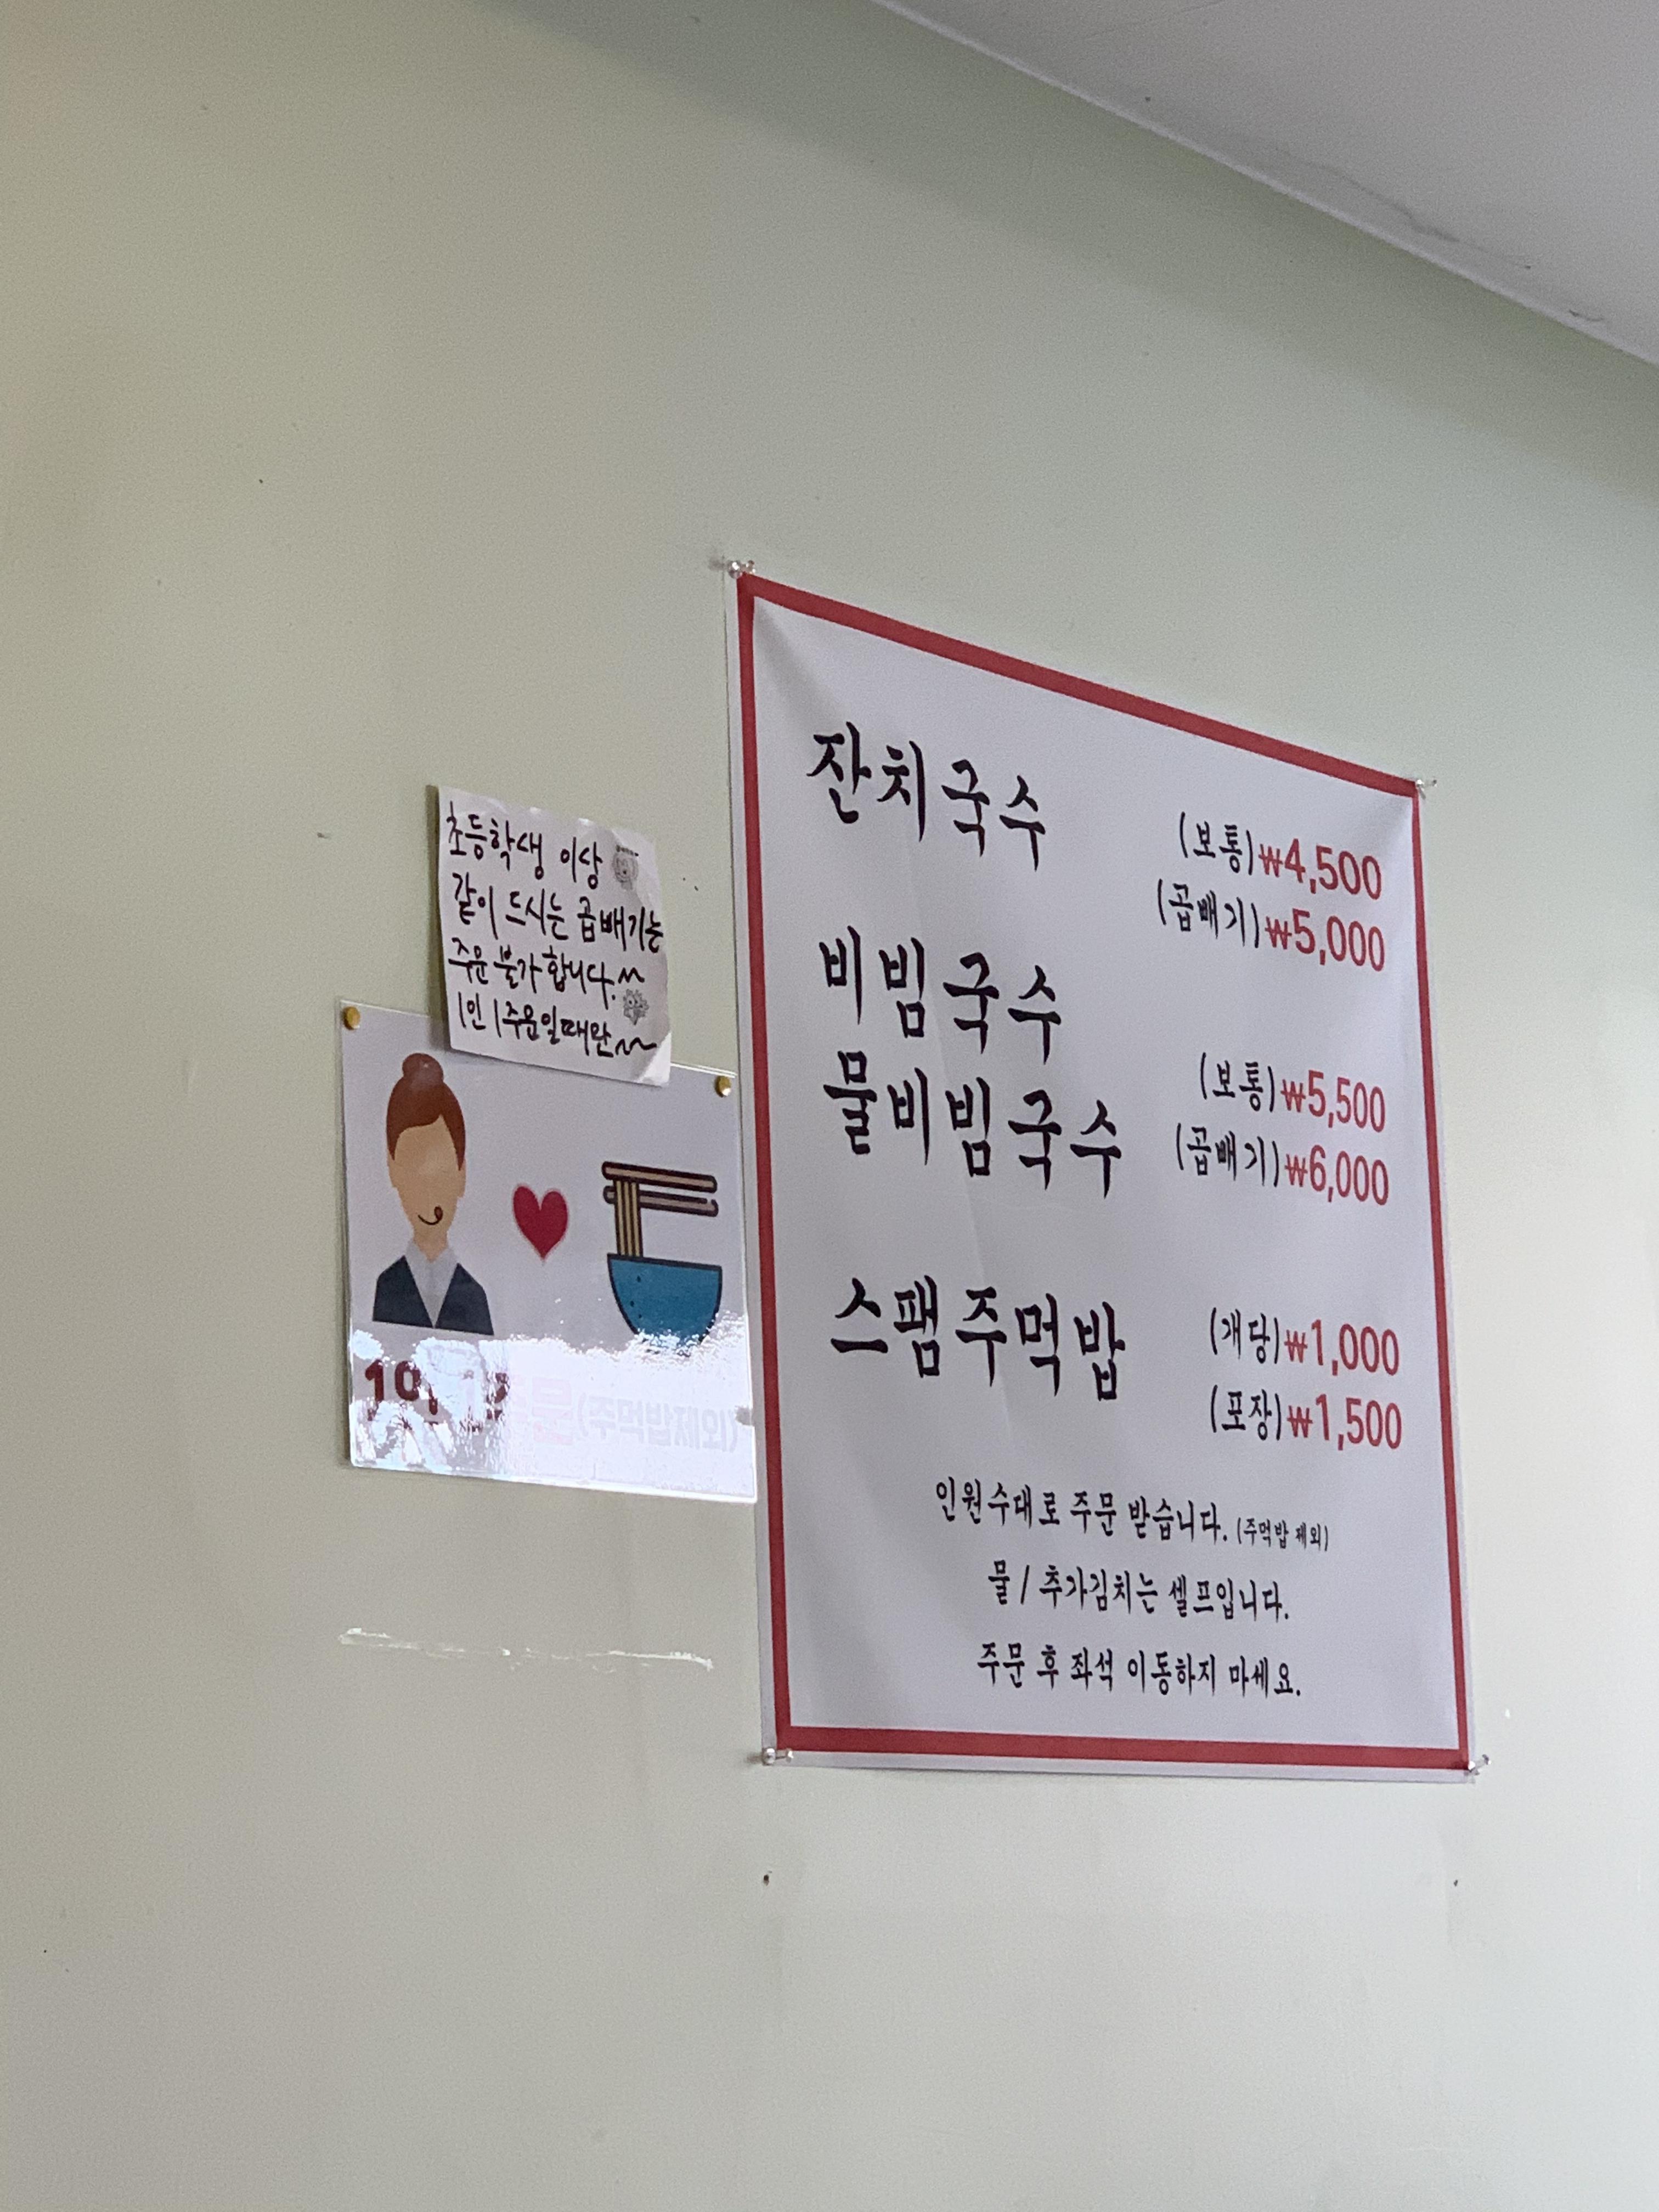 초등학생 이상
같이 드시는 곱배기는
주문 불가합니다.
1인 1주문일때만
잔치국수
(보통)₩4,500
(곱배기)₩5,000
비빔국수
물비빔국수
(보통)₩5,500
(곱배기)₩6,000
스팸주먹밥
(개당)₩1,000
(포장)₩1,500
인원수대로 주문 받습니다. (주먹밥 제외)
물 / 추가김치는 셀프입니다.
주문 후 좌석 이동하지 마세요.
(주먹밥제외)